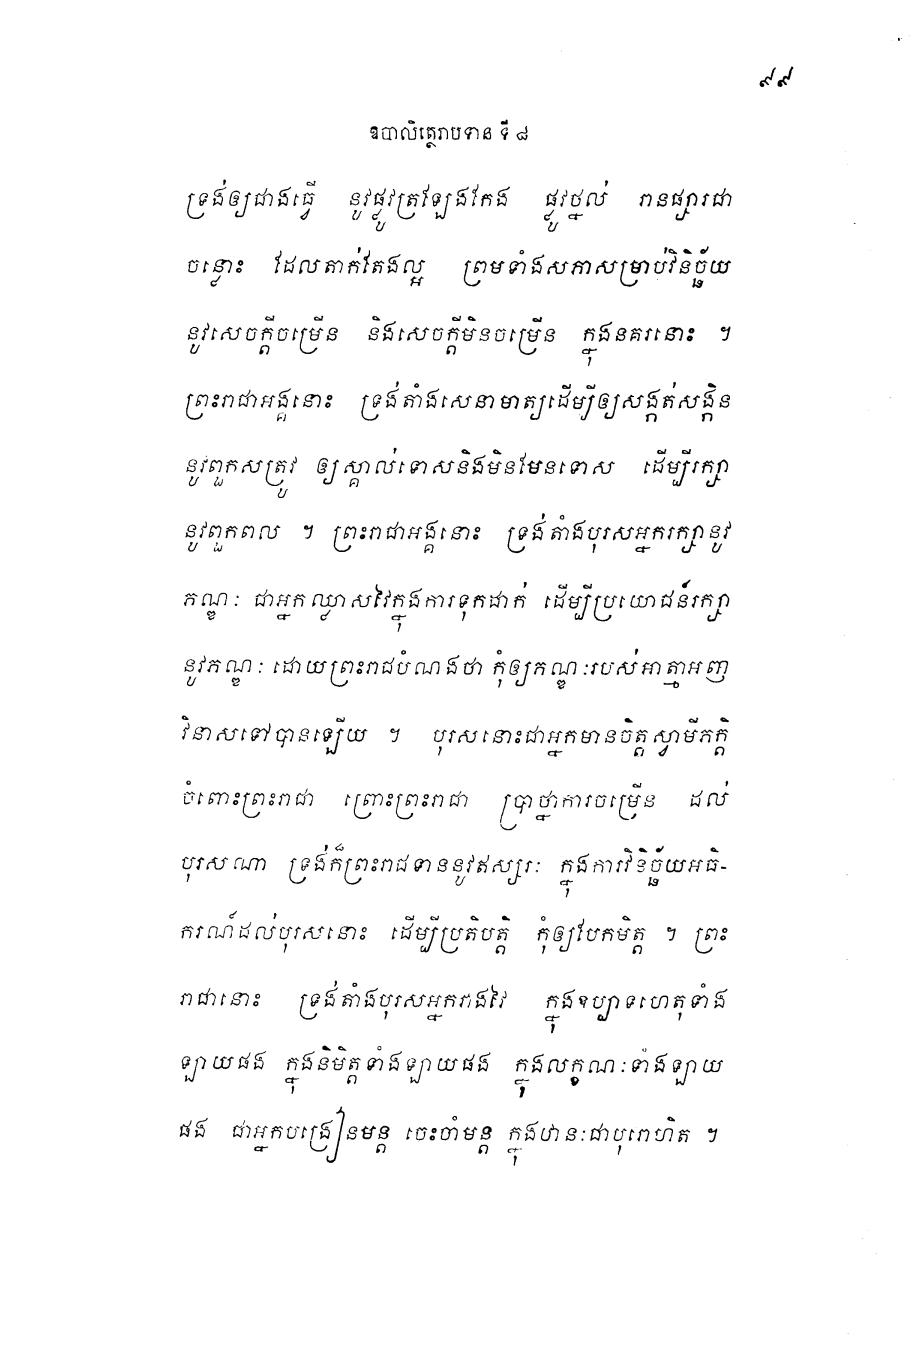 ៩៩
ឧបាលិត្ថេរាបទាន ទី ៨
ទ្រង់ឲ្យជាងធ្វើ នូវផ្លូវត្រឡែងកែង ផ្លូវថ្នល់ រានផ្សារជា
ចន្លោះ ដែលតាក់តែងល្អ ព្រមទាំងសភាសម្រាប់វិនិច្ឆ័យ
នូវសេចក្ដីចម្រើន និងសេចក្ដីមិនចម្រើន ក្នុងនគរនោះ ។
ព្រះរាជាអង្គនោះ ទ្រង់តាំងសេនាមាត្យដើម្បីឲ្យសង្កត់សង្កិន
នូវពួកសត្រូវ ឲ្យស្គាល់ទោសនិងមិនមែនទោស ដើម្បីរក្សា
នូវពួកពល ។ ព្រះរាជាអង្គនោះ ទ្រង់តាំងបុរសអ្នករក្សានូវ
ភណ្ឌៈ ជាអ្នកឈ្លាសវៃក្នុងការទុកដាក់ ដើម្បីប្រយោជន៍រក្សា
នូវភណ្ឌៈ ដោយព្រះរាជបំណងថា កុំឲ្យភណ្ឌៈរបស់អាត្មាអញ
វិនាសទៅបានឡើយ ។ បុរសនោះជាអ្នកមានចិត្តស្វាមីភក្ដិ
ចំពោះព្រះរាជា ព្រោះព្រះរាជា ប្រាថ្នាការចម្រើន ដល់
បុរសណា ទ្រង់ក៏ព្រះរាជទាននូវឥស្សរៈ ក្នុងការវិនិច្ឆ័យអធិ-
ករណ៍ដល់បុរសនោះ ដើម្បីប្រតិបត្តិ កុំឲ្យបែកមិត្ត ។ ព្រះ
រាជានោះ ទ្រង់តាំងបុរសអ្នករាងវៃ ក្នុងឧប្បាទហេតុទាំង
ឡាយផង ក្នុងនិមិត្តទាំងឡាយផង ក្នុងលក្ខណៈទាំងឡាយ
ផង ជាអ្នកបង្រៀនមន្ត ចេះចាំមន្ត ក្នុងឋានៈជាបុរោហិត ។